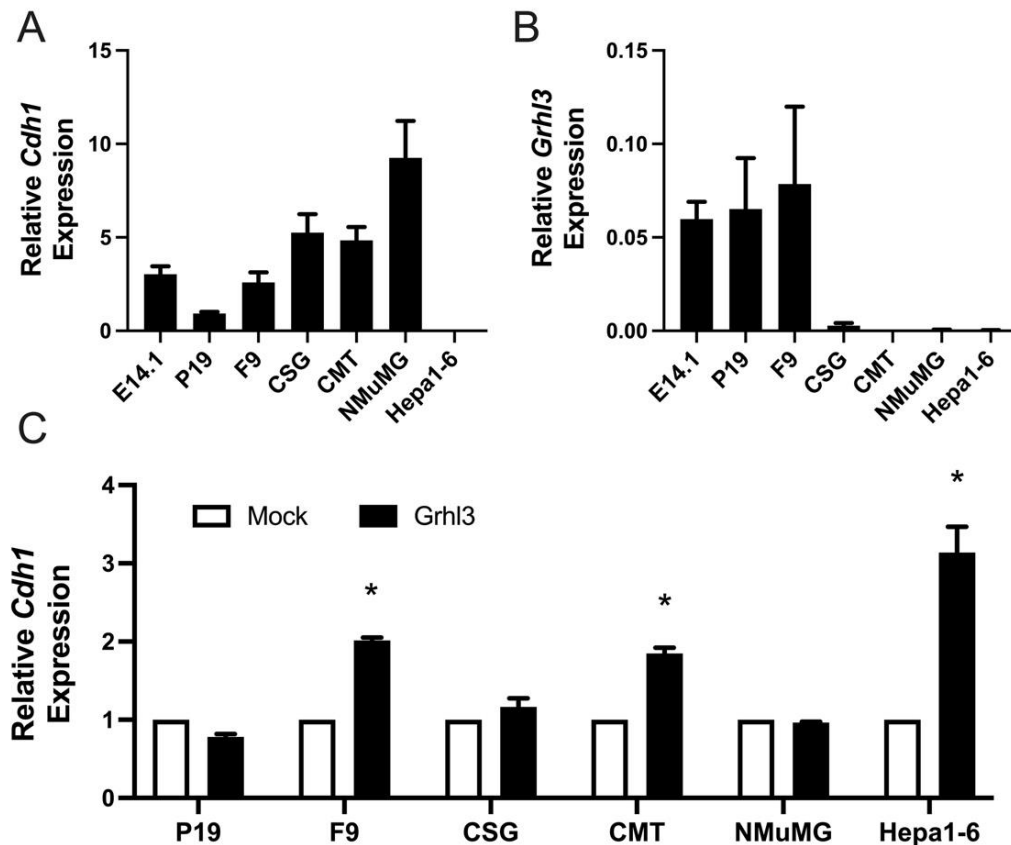 A
Relative Cdh1
Expression
15
10
5
0
E14.1
P19
F9
CSG
CMT
NMuMG
Hepa1-6
B
Relative Grhl3
Expression
0.15
0.10
0.05
0.00
E14.1
P19
F9
CSG
CMT
NMuMG
Hepa1-6
C
Relative Cdh1
Expression
4
3
2
1
0
Mock
Grhl3
*
*
*
P19
F9
CSG
CMT
NMuMG
Hepa1-6